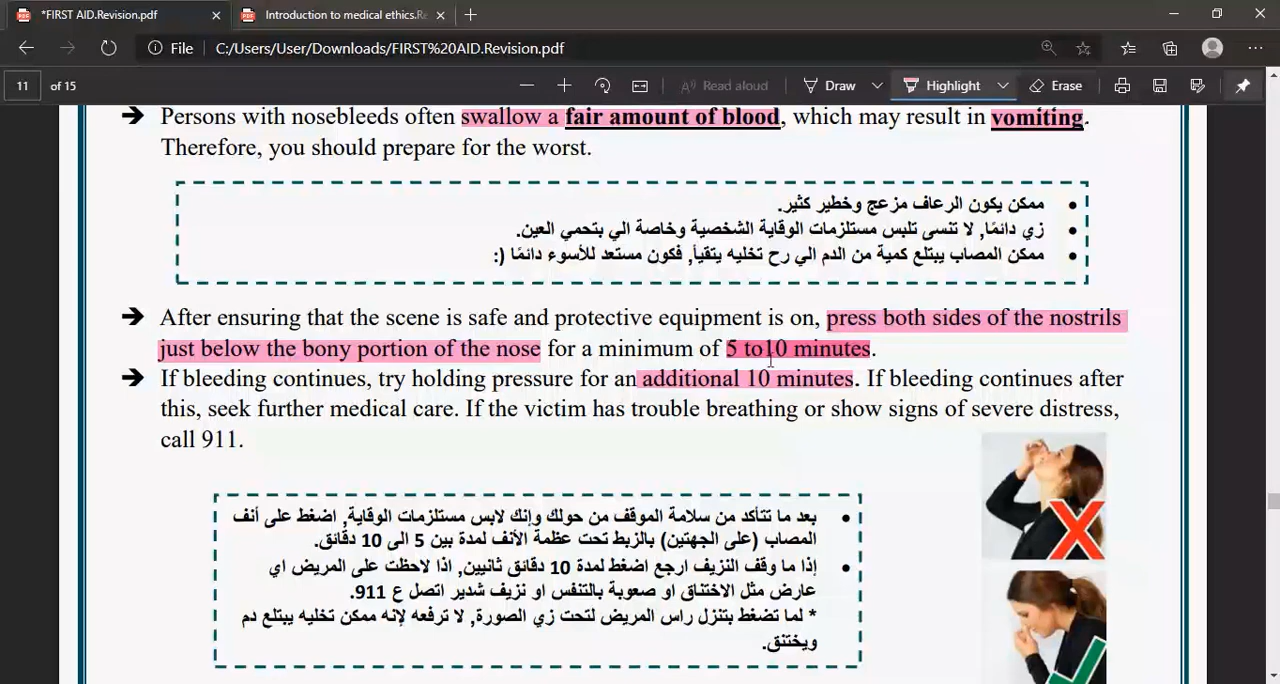 *FIRST AID.Revision.pdf
Introduction to medical ethics.Re
File
C:/Users/User/Downloads/FIRST%20AID.Revision.pdf
11 of 15
Read aloud
Draw
Highlight
Erase
Persons with nosebleeds often swallow a fair amount of blood, which may result in vomiting.
Therefore, you should prepare for the worst.
• ممكن يكون الرعاف مزعج وخطير كثير.
• زي دائمًا, لا تنسى تلبس مستلزمات الوقاية الشخصية وخاصة الي بتحمي العين.
• ممكن المصاب يبتلع كمية من الدم الي رح تخليه يتقيأ, فكون مستعد للأسوء دائمًا (:
➔ After ensuring that the scene is safe and protective equipment is on, press both sides of the nostrils
just below the bony portion of the nose for a minimum of 5 to10 minutes.
➔ If bleeding continues, try holding pressure for an additional 10 minutes. If bleeding continues after
this, seek further medical care. If the victim has trouble breathing or show signs of severe distress,
call 911.
• بعد ما تتأكد من سلامة الموقف من حولك وإنك لابس مستلزمات الوقاية, اضغط على أنف
المصاب (على الجهتين) بالزبط تحت عظمة الأنف لمدة بين 5 الى 10 دقائق.
• إذا ما وقف النزيف ارجع اضغط لمدة 10 دقائق ثانيين, اذا لاحظت على المريض اي
عارض مثل الاختناق او صعوبة بالتنفس او نزيف شدير اتصل ع 911.
* لما تضغط بتنزل راس المريض لتحت زي الصورة, لا ترفعه لإنه ممكن تخليه يبتلع دم
ويختنق.